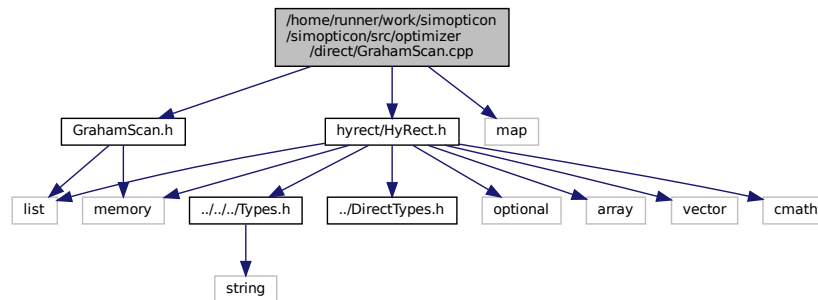 /home/runner/work/simopticon
/simopticon/src/optimizer
/direct/GrahamScan.cpp
GrahamScan.h
hyrect/HyRect.h
map
list
memory
../../../Types.h
../DirectTypes.h
optional
array
vector
cmath
string